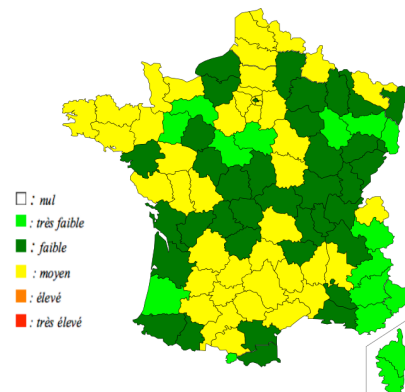 : nul
: très faible
: faible
: moyen
: élevé
: très élevé